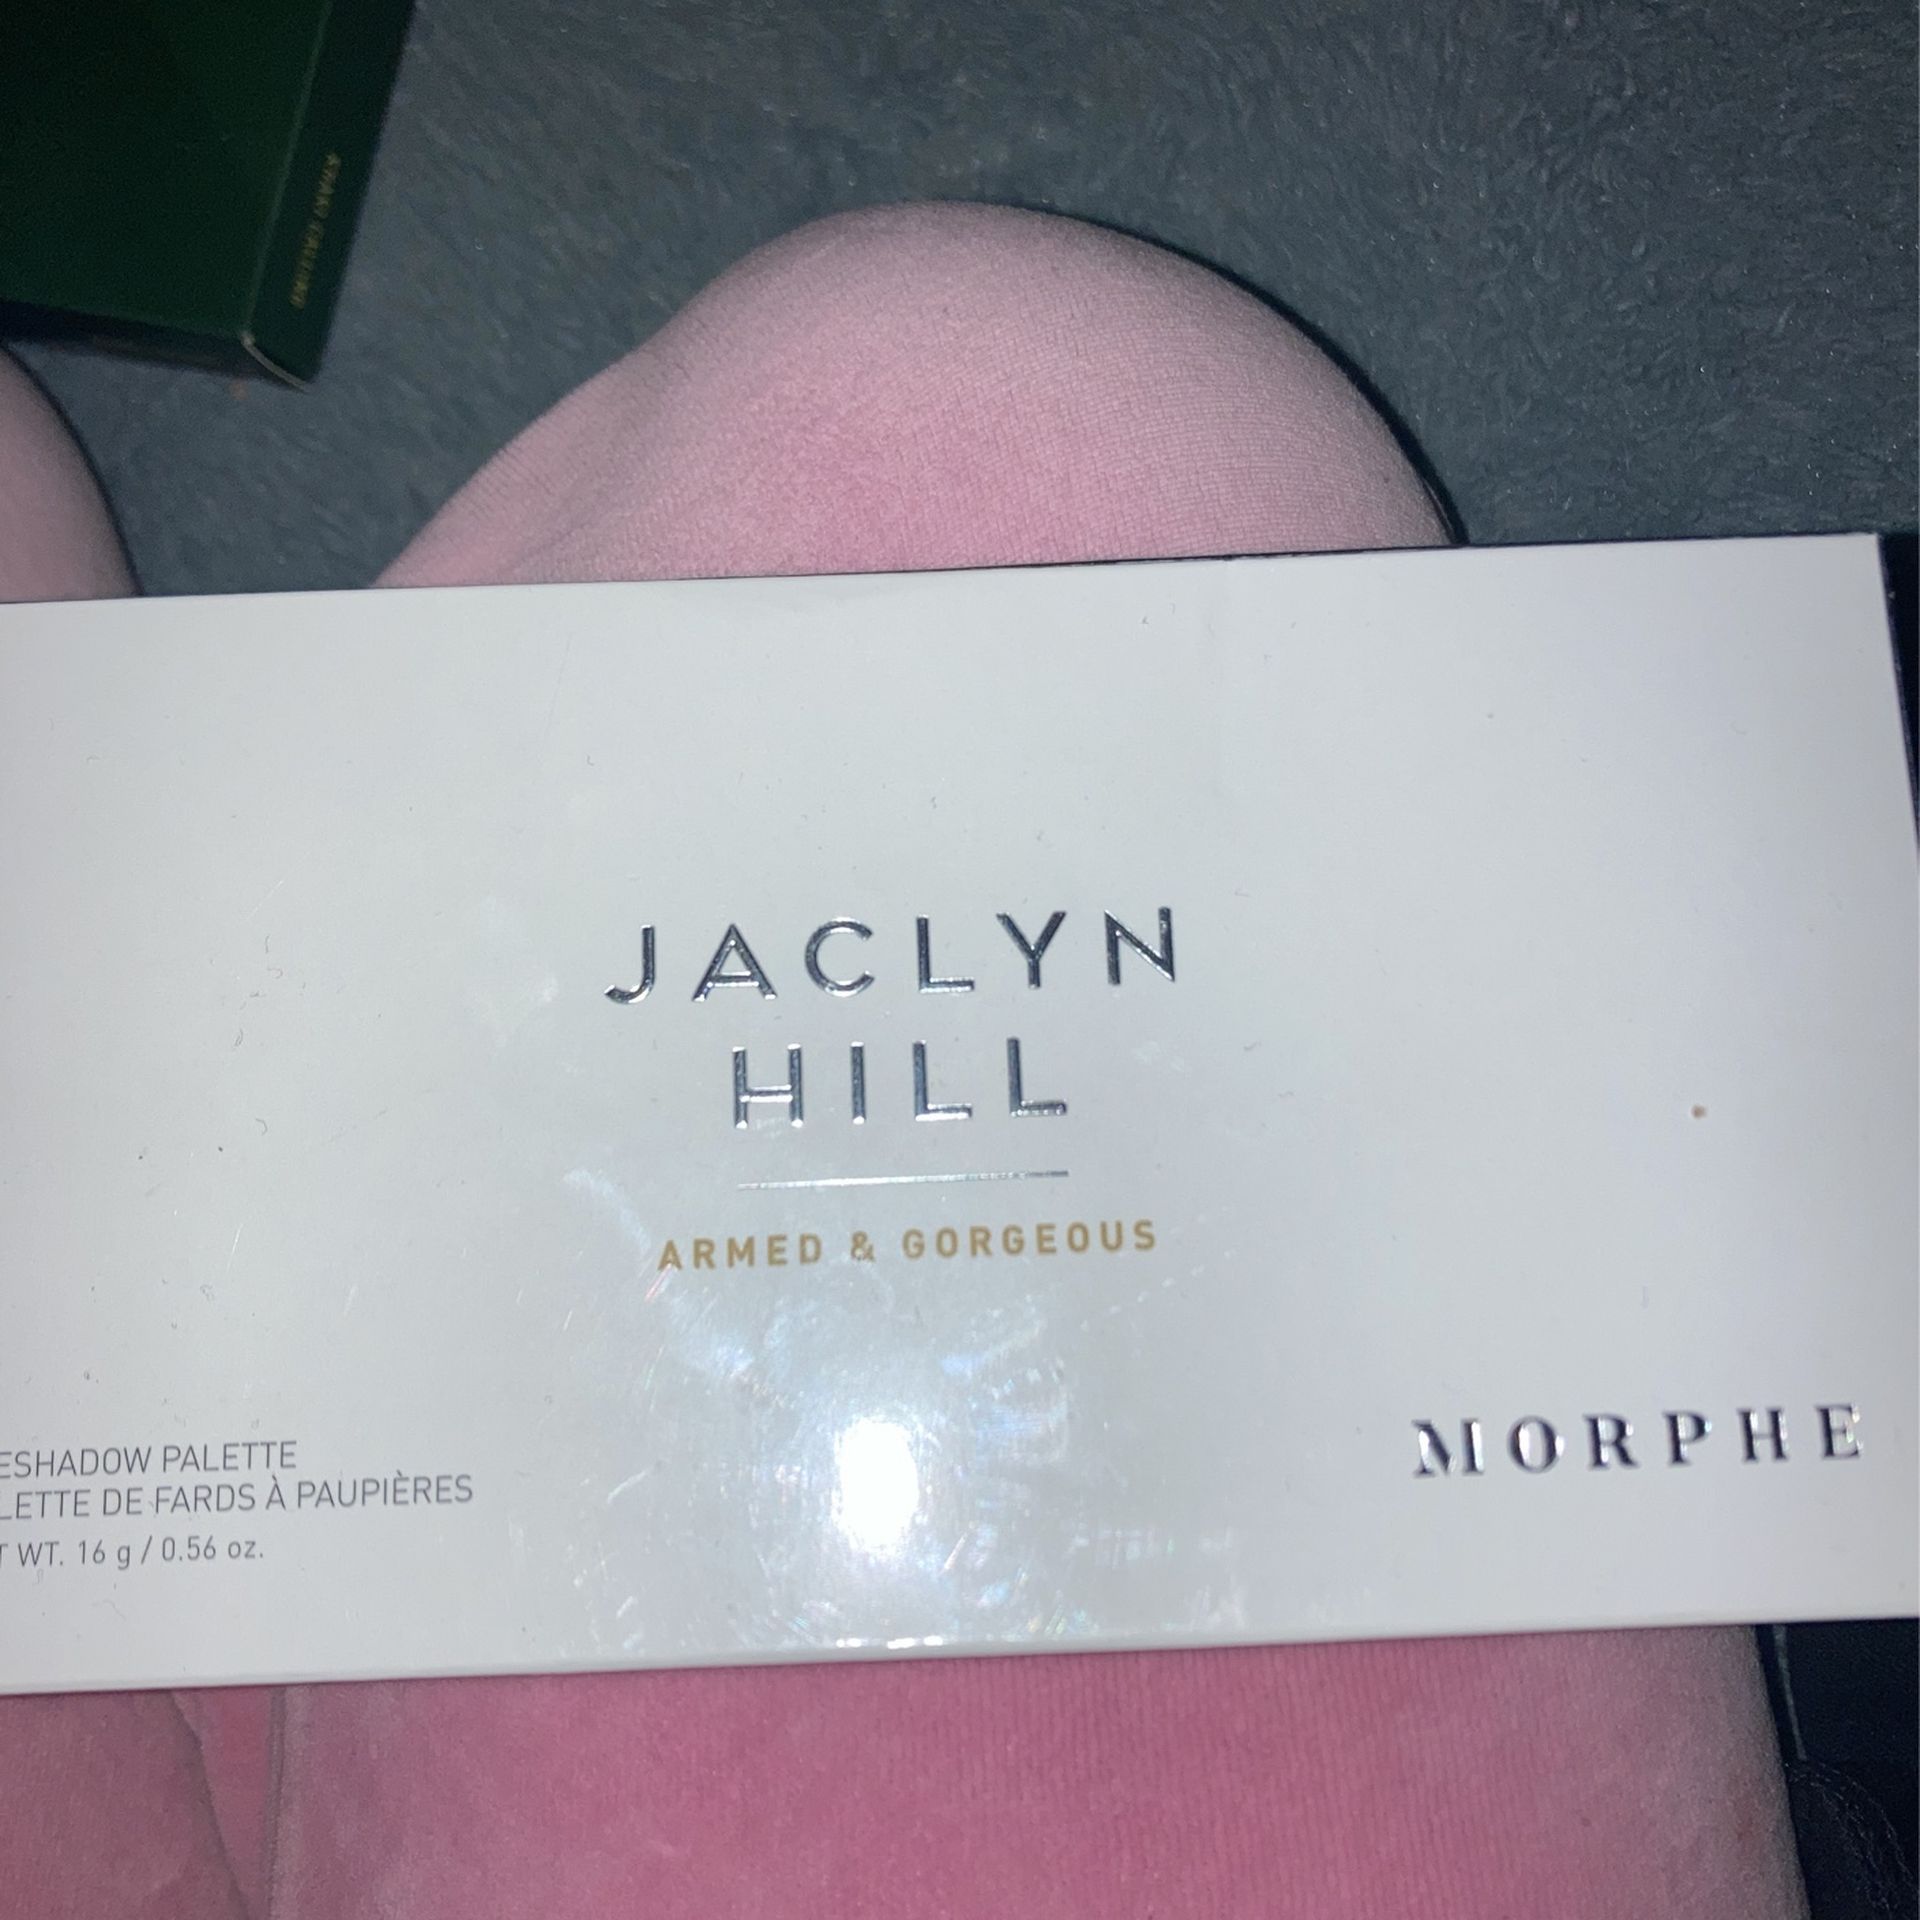 JACLYN
HILL
ARMED & GORGEOUS
ESHADOW PALETTE
LETTE DE FARDS À PAUPIÈRES
T WT. 16 g / 0.56 oz.
MORPHE